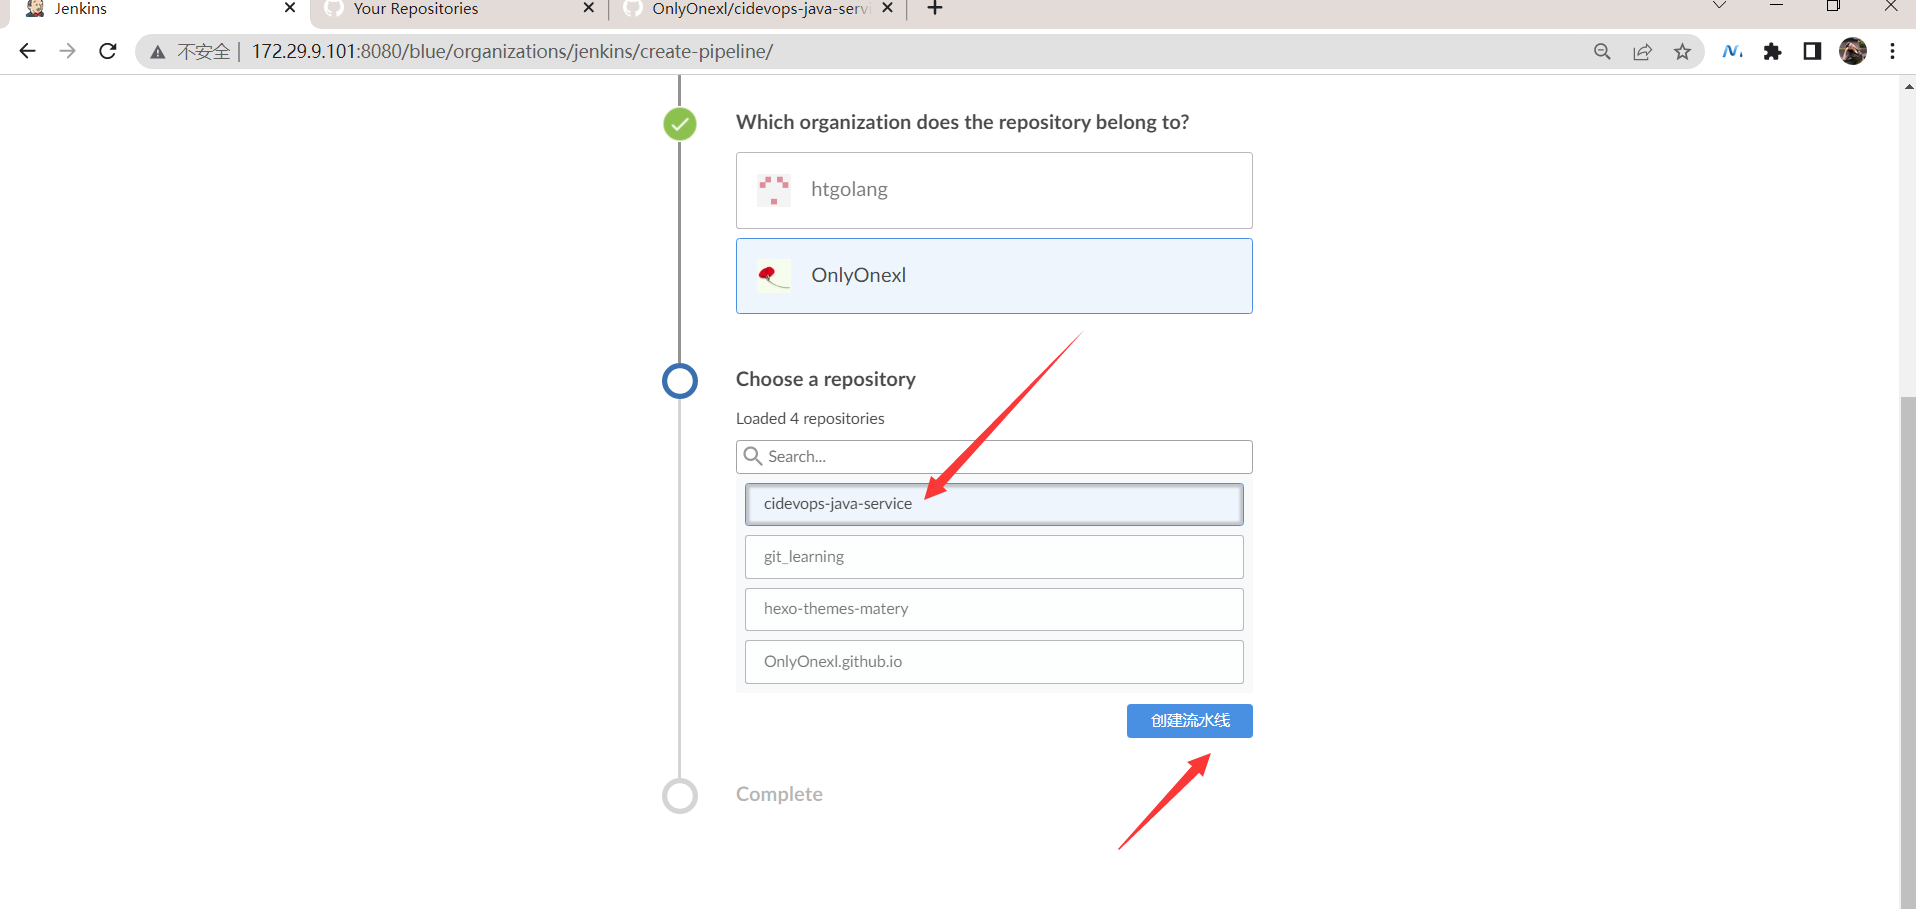 Jenkins
Your Repositories
OnlyOnexl/cidevops-java-servi
不安全 | 172.29.9.101:8080/blue/organizations/jenkins/create-pipeline/
Which organization does the repository belong to?
htgolang
OnlyOnexl
Choose a repository
Loaded 4 repositories
Search...
cidevops-java-service
git_learning
hexo-themes-matery
OnlyOnexl.github.io
创建流水线
Complete